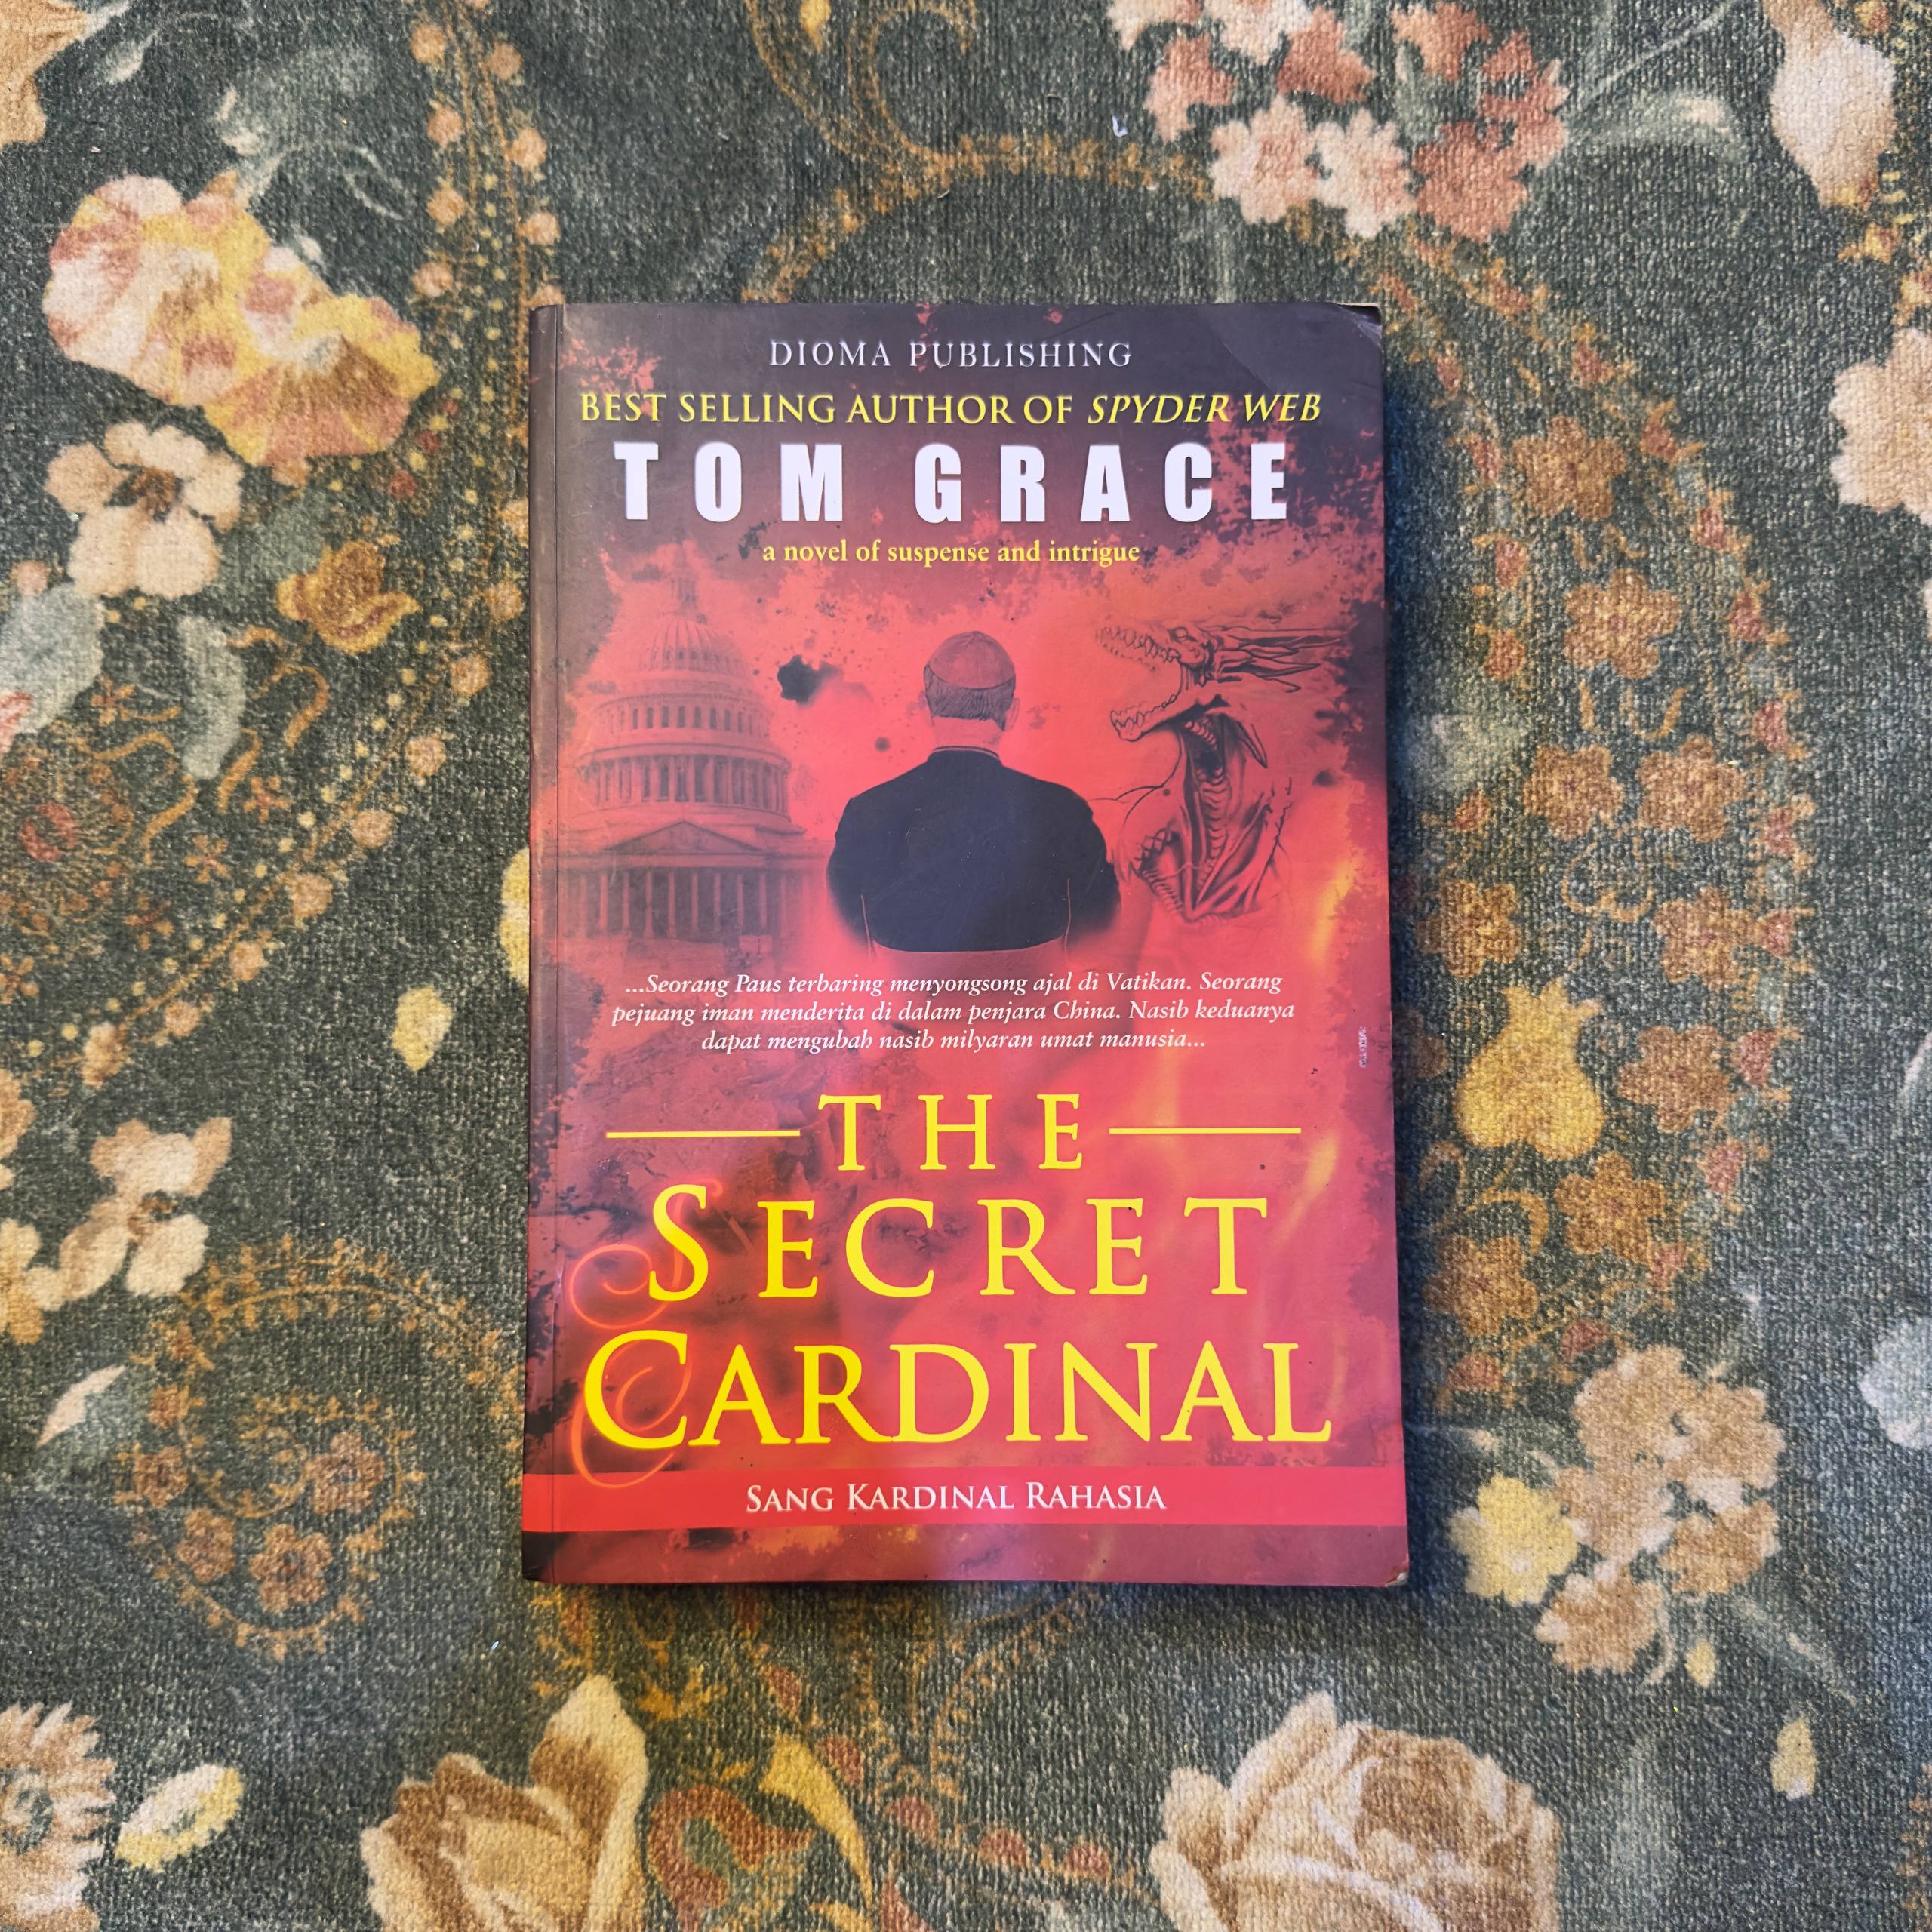 DIOMA PUBLISHING
BEST SELLING AUTHOR OF SPYDER WEB
TOM GRACE
a novel of suspense and intrigue
...Seorang Paus terbaring menyongsong ajal di Vatikan. Seorang
pejuang iman menderita di dalam penjara China. Nasib keduanya
dapat mengubah nasib milyaran umat manusia...
THE
SECRET
CARDINAL
SANG KARDINAL RAHASIA